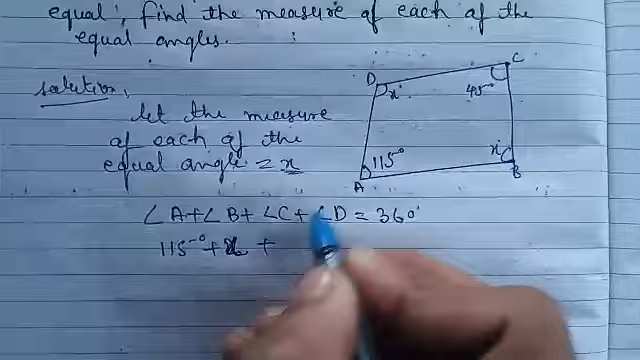 equal', find the measure of each of the
equal angles.
solution,
let the measure
of each of the
equal angle = x
D
x°
C
45°
115°
A
x°
B
∠A+∠B+∠C+∠D = 360°
115°+x +